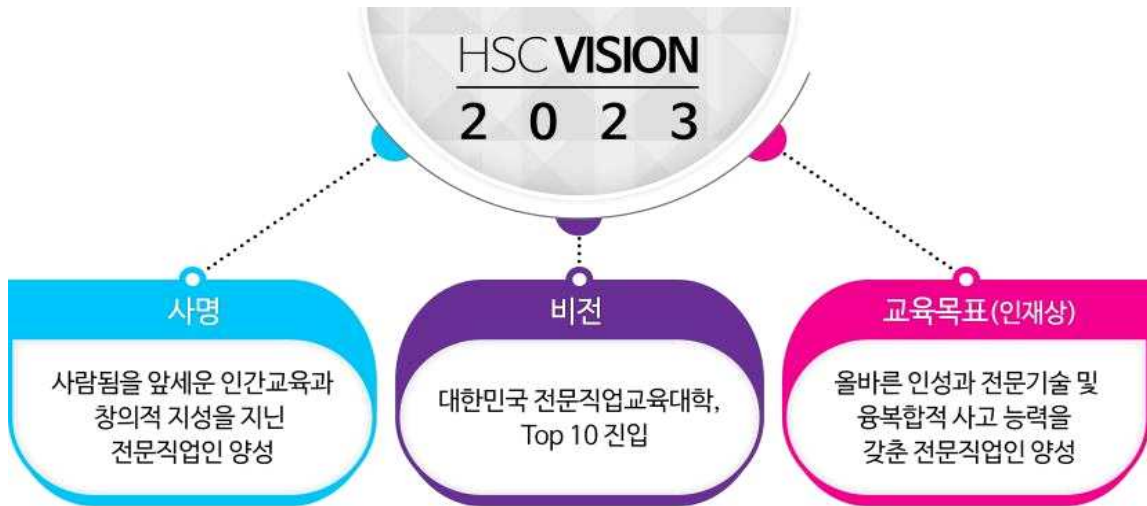 HSC VISION
2 0 2 3
사명
사람됨을 앞세운 인간교육과
창의적 지성을 지닌
전문직업인 양성
비전
대한민국 전문직업교육대학,
Top 10 진입
교육목표(인재상)
올바른 인성과 전문기술 및
융복합적 사고 능력을
갖춘 전문직업인 양성